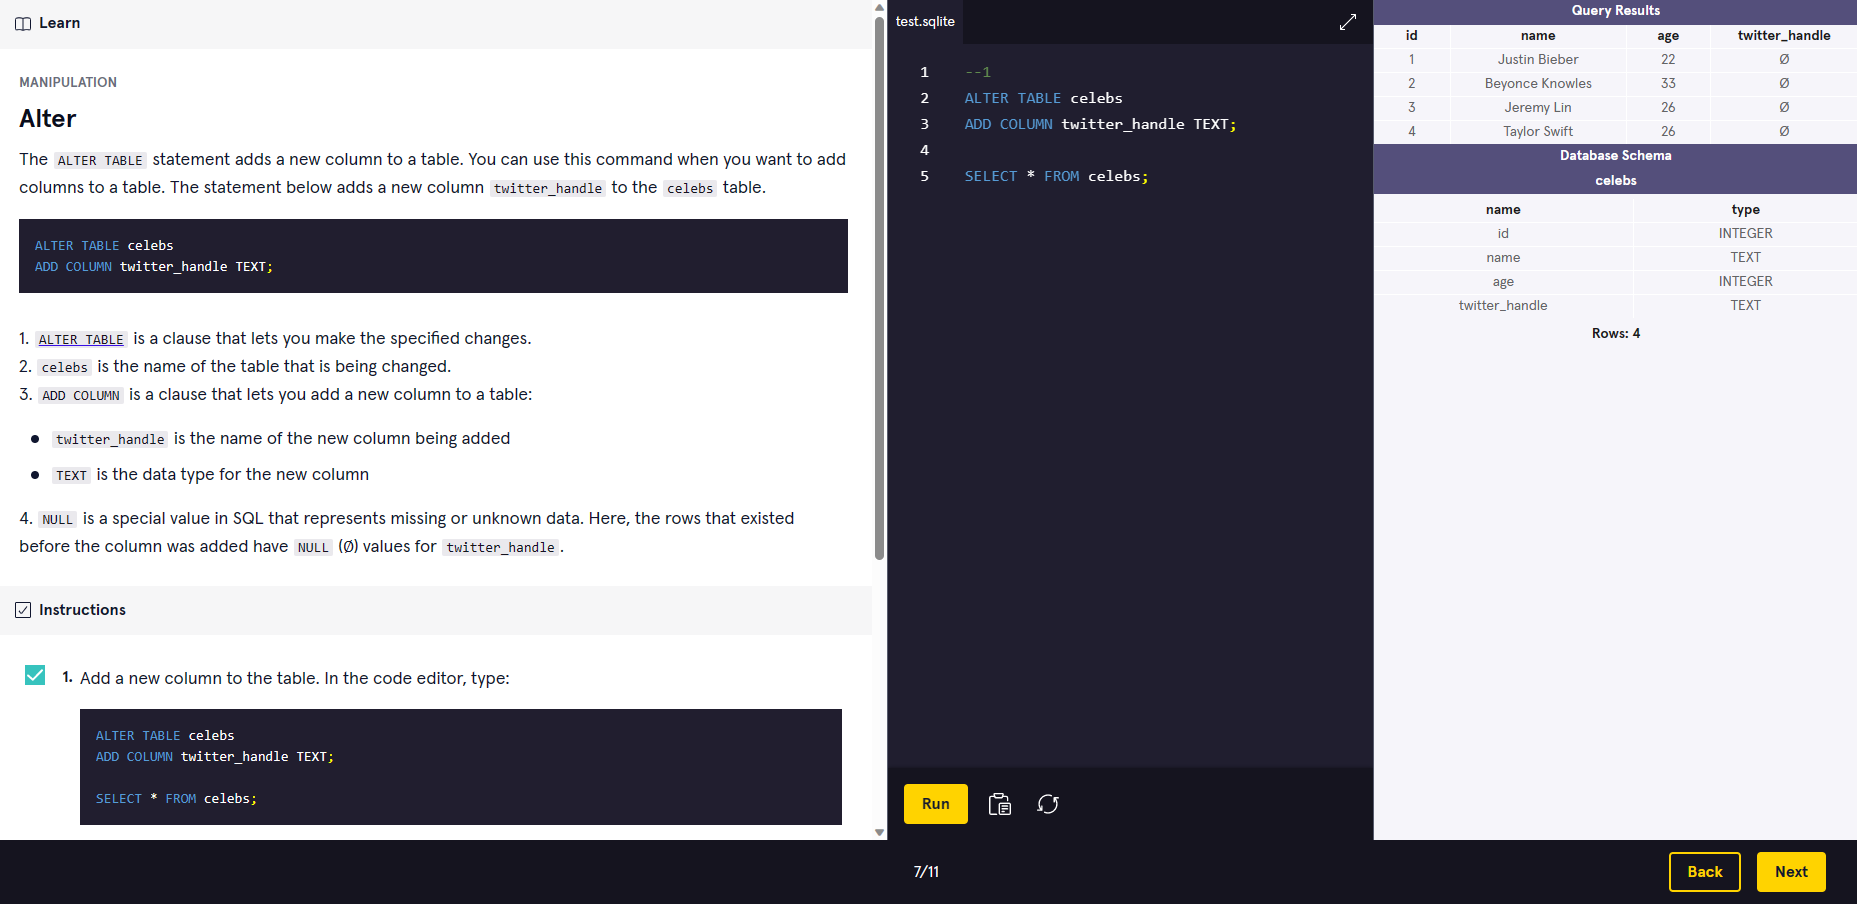 Learn
MANIPULATION
Alter
The ALTER TABLE statement adds a new column to a table. You can use this command when you want to add
columns to a table. The statement below adds a new column twitter_handle to the celebs table.
ALTER TABLE celebs
ADD COLUMN twitter_handle TEXT;
1. ALTER TABLE is a clause that lets you make the specified changes.
2. celebs is the name of the table that is being changed.
3. ADD COLUMN is a clause that lets you add a new column to a table:
● twitter_handle is the name of the new column being added
● TEXT is the data type for the new column
4. NULL is a special value in SQL that represents missing or unknown data. Here, the rows that existed
before the column was added have NULL (Ø) values for twitter_handle.
Instructions
1. Add a new column to the table. In the code editor, type:
ALTER TABLE celebs
ADD COLUMN twitter_handle TEXT;
SELECT * FROM celebs;
test.sqlite
1 --1
2 ALTER TABLE celebs
3 ADD COLUMN twitter_handle TEXT;
4
5 SELECT * FROM celebs;
Run
Query Results
id name age twitter_handle
1 Justin Bieber 22 Ø
2 Beyonce Knowles 33 Ø
3 Jeremy Lin 26 Ø
4 Taylor Swift 26 Ø
Database Schema
celebs
name type
id INTEGER
name TEXT
age INTEGER
twitter_handle TEXT
Rows: 4
7/11
Back Next